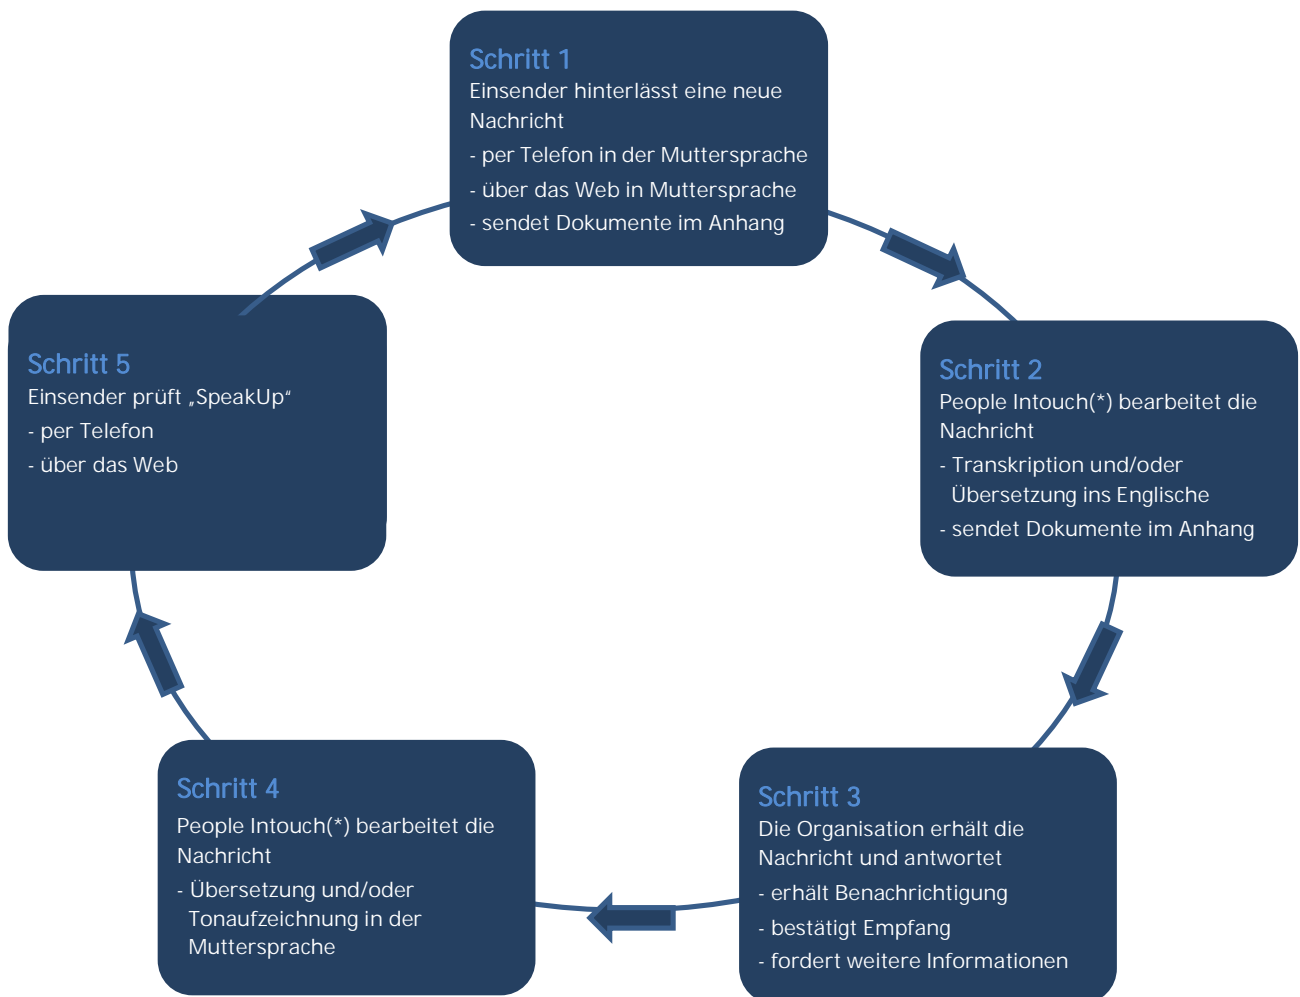 Schritt 1
Einsender hinterlässt eine neue
Nachricht
- per Telefon in der Muttersprache
- über das Web in Muttersprache
- sendet Dokumente im Anhang
Schritt 2
People Intouch(*) bearbeitet die
Nachricht
- Transkription und/oder
Übersetzung ins Englische
- sendet Dokumente im Anhang
Schritt 3
Die Organisation erhält die
Nachricht und antwortet
- erhält Benachrichtigung
- bestätigt Empfang
- fordert weitere Informationen
Schritt 4
People Intouch(*) bearbeitet die
Nachricht
- Übersetzung und/oder
Tonaufzeichnung in der
Muttersprache
Schritt 5
Einsender prüft „SpeakUp“
- per Telefon
- über das Web